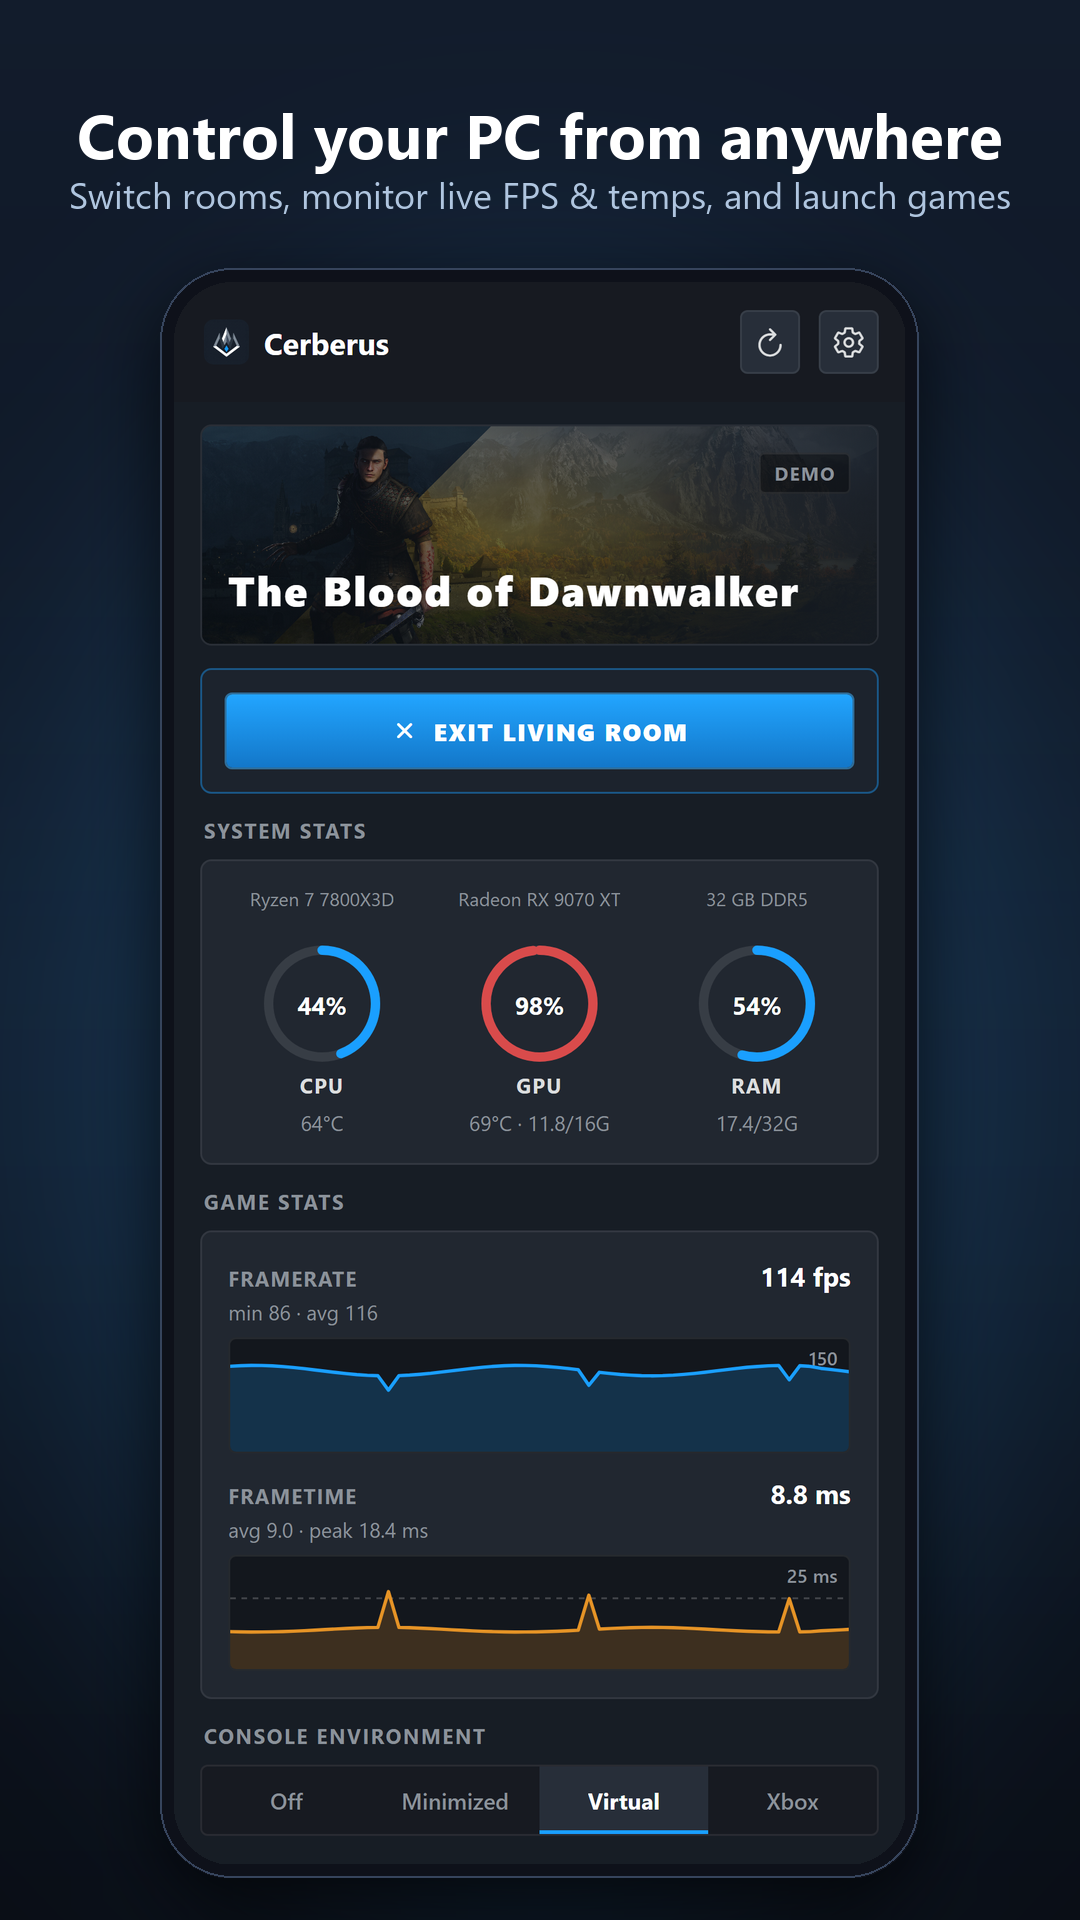 Control your PC from anywhere
Switch rooms, monitor live FPS & temps, and launch games
Cerberus
DEMO
The Blood of Dawnwalker
✕ EXIT LIVING ROOM
SYSTEM STATS
Ryzen 7 7800X3D
Radeon RX 9070 XT
32 GB DDR5
44%
98%
54%
CPU
GPU
RAM
64°C
69°C · 11.8/16G
17.4/32G
GAME STATS
FRAMERATE
114 fps
min 86 · avg 116
150
FRAMETIME
8.8 ms
avg 9.0 · peak 18.4 ms
25 ms
CONSOLE ENVIRONMENT
Off
Minimized
Virtual
Xbox